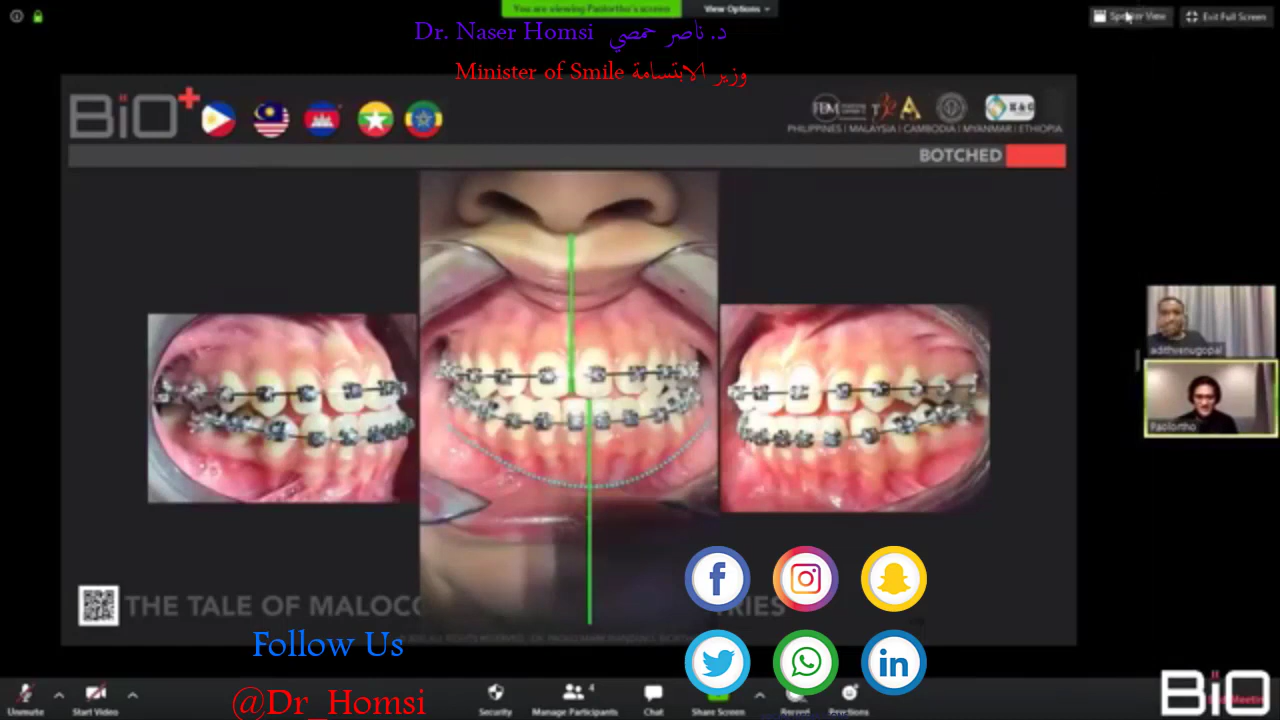 You are viewing Paolortho's screen
View Options
Speaker View
Exit Full Screen
Dr. Naser Homsi د. ناصر حمصي
Minister of Smile وزير الابتسامة
BiO+
PHILIPPINES | MALAYSIA | CAMBODIA | MYANMAR | ETHIOPIA
BOTCHED
adithvenugopal
Paolortho
THE TALE OF MALOCC
TRIES
Follow Us
@Dr_Homsi
Unmute
Start Video
Security
Manage Participants
4
Chat
Share Screen
Record
Reactions
BiO